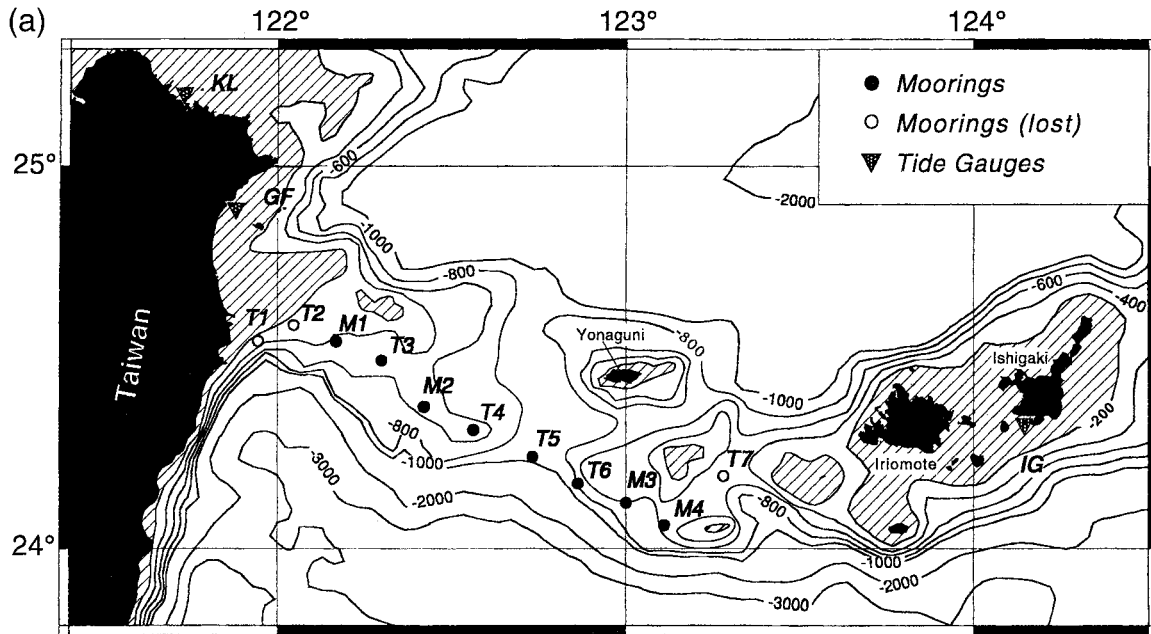 (a)
122°
123°
124°
KL
Moorings
Moorings (lost)
Tide Gauges
25°
-600
GF
-2000
-1000
-800
-600
-400
T1
T2
M1
Yonaguni
-800
Ishigaki
Taiwan
T3
M2
-1000
-200
T4
-800
-1000
T5
Iriomote
IG
-3000
T6
M3
T7
-2000
M4
-800
24°
-1000
-2000
-3000